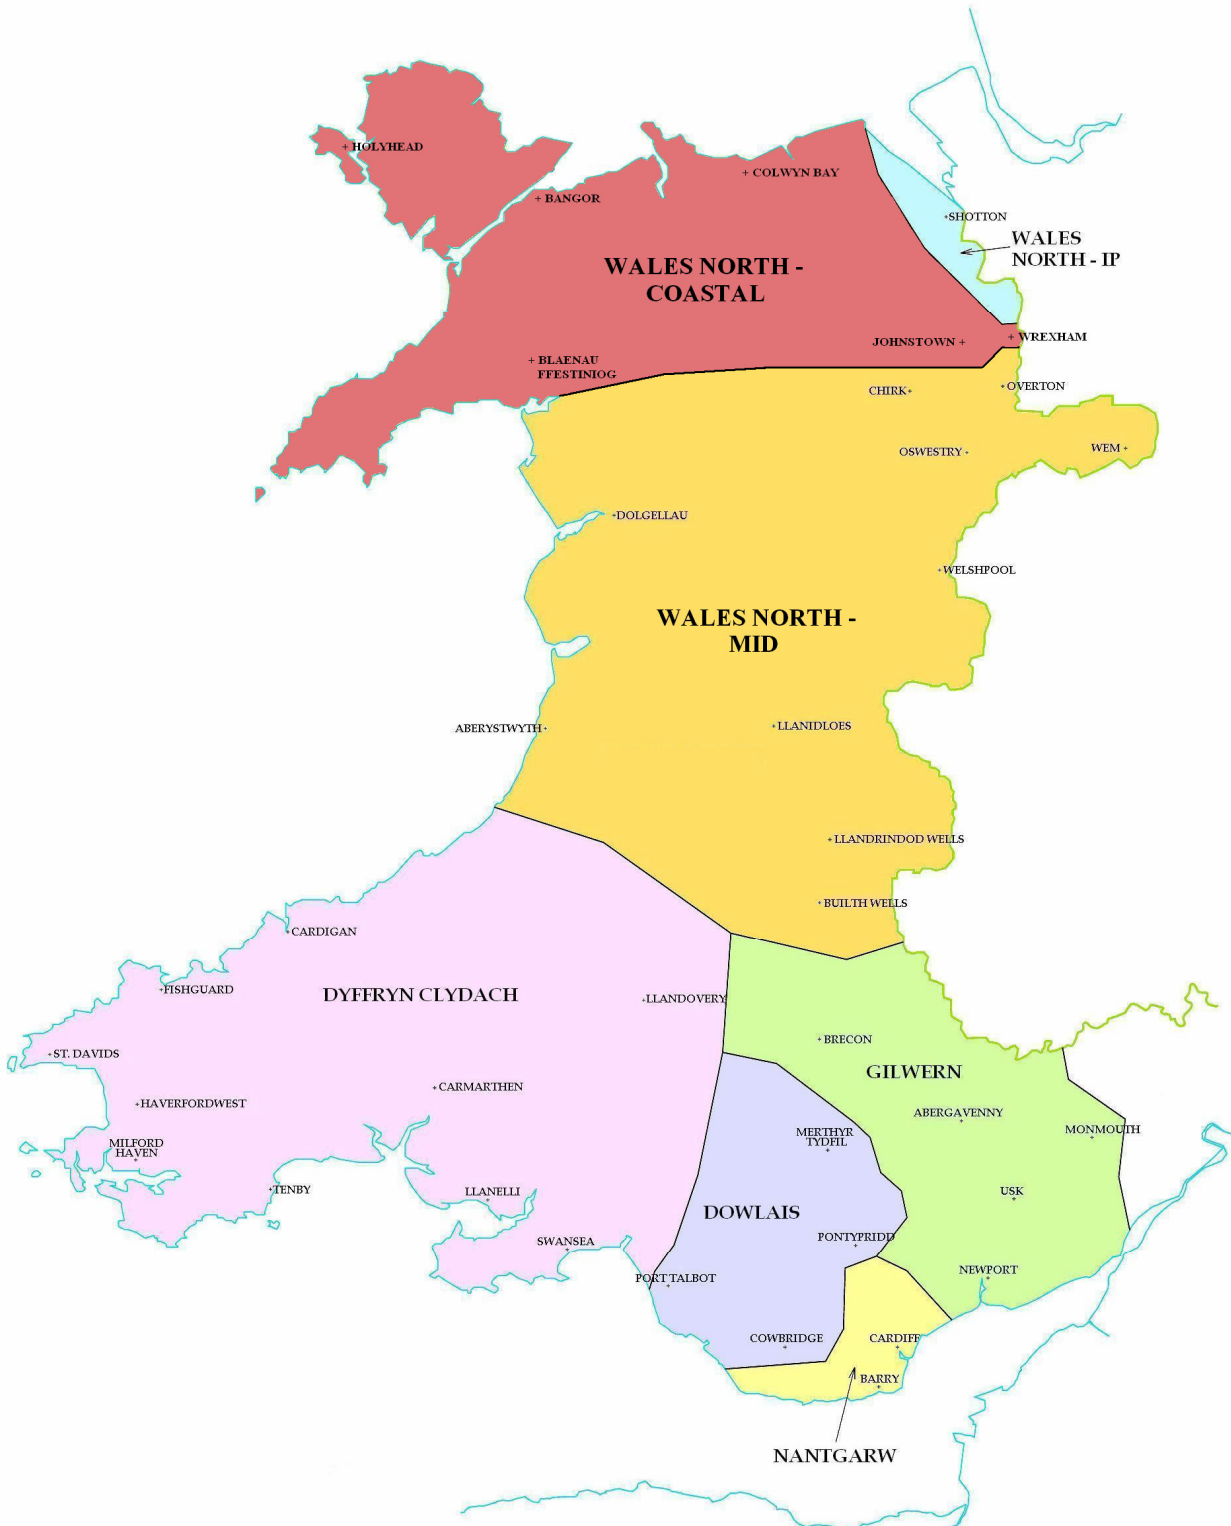 + HOLYHEAD
+ COLWYN BAY
+ BANGOR
+SHOTTON
WALES
NORTH - IP
WALES NORTH -
COASTAL
+ WREXHAM
JOHNSTOWN +
+ BLAENAU
FFESTINIOG
+OVERTON
CHIRK+
WEM +
OSWESTRY+
+DOLGELLAU
+WELSHPOOL
WALES NORTH -
MID
ABERYSTWYTH+
+LLANIDLOES
+LLANDRINDOD WELLS
+BUILTH WELLS
+CARDIGAN
+FISHGUARD
DYFFRYN CLYDACH
+LLANDOVERY
+BRECON
+ST. DAVIDS
GILWERN
+CARMARTHEN
+HAVERFORDWEST
ABERGAVENNY
MONMOUTH
MERTHYR
TYDFIL
MILFORD
HAVEN
+TENBY
LLANELLI
USK
DOWLAIS
PONTYPRIDD
SWANSEA
NEWPORT
PORT TALBOT
COWBRIDGE
CARDIFF
BARRY
NANTGARW